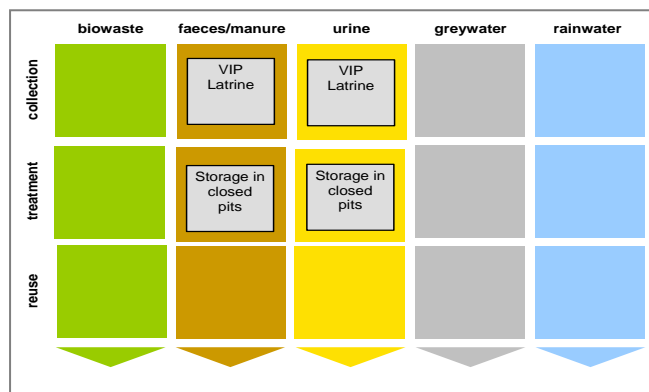 biowaste faeces/manure urine greywater rainwater
collection
VIP
Latrine
VIP
Latrine
treatment
Storage in
closed
pits
Storage in
closed
pits
reuse